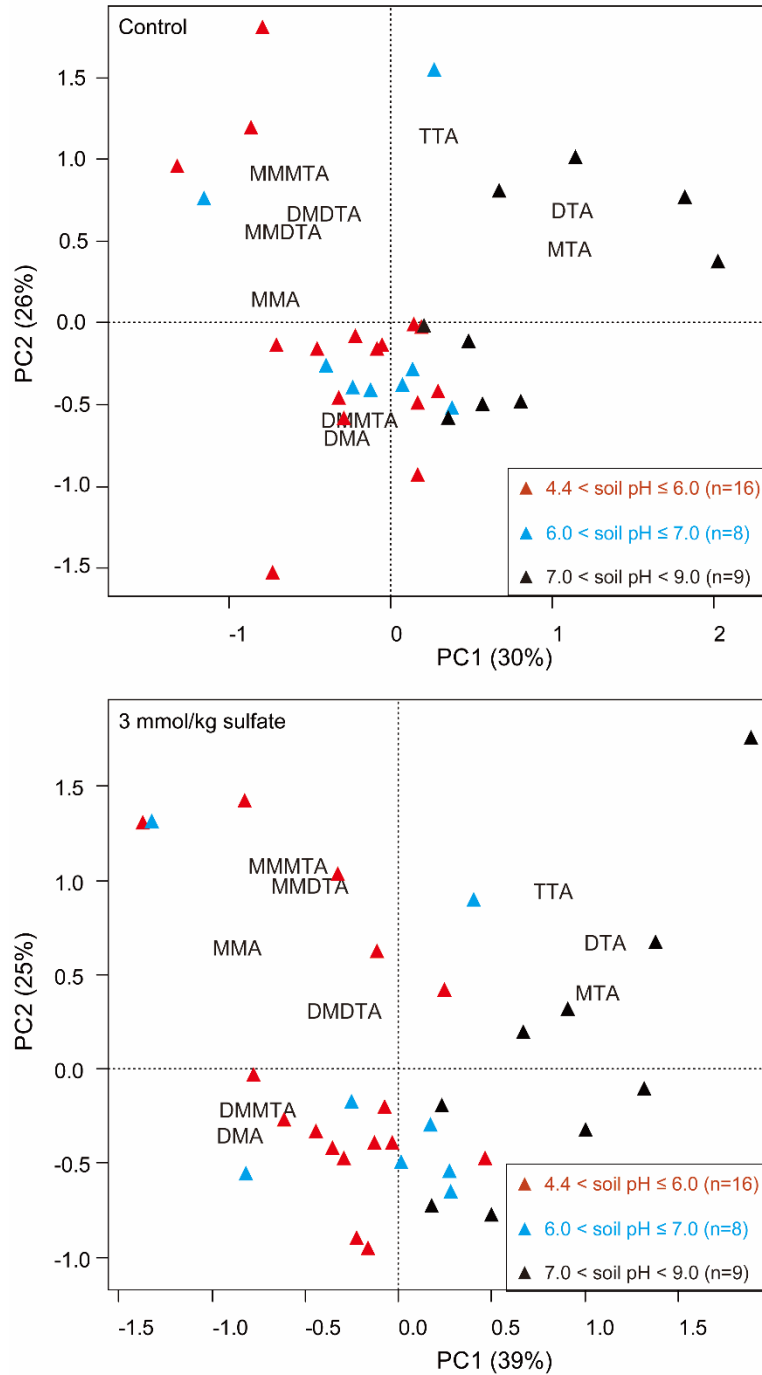 Control
1.5
TTA
1.0
MMMTA
DMDTA
DTA
0.5
MMDTA
MTA
MMA
PC2 (26%)
0.0
-0.5
DMMTA
DMA
-1.0
4.4 < soil pH ≤ 6.0 (n=16)
6.0 < soil pH ≤ 7.0 (n=8)
-1.5
7.0 < soil pH < 9.0 (n=9)
-1 0 1 2
PC1 (30%)
3 mmol/kg sulfate
1.5
MMMTA
1.0
MMDTA
TTA
MMA
DTA
0.5
MTA
DMDTA
PC2 (25%)
0.0
DMMTA
DMA
-0.5
4.4 < soil pH ≤ 6.0 (n=16)
6.0 < soil pH ≤ 7.0 (n=8)
-1.0
7.0 < soil pH < 9.0 (n=9)
-1.5 -1.0 -0.5 0.0 0.5 1.0 1.5
PC1 (39%)